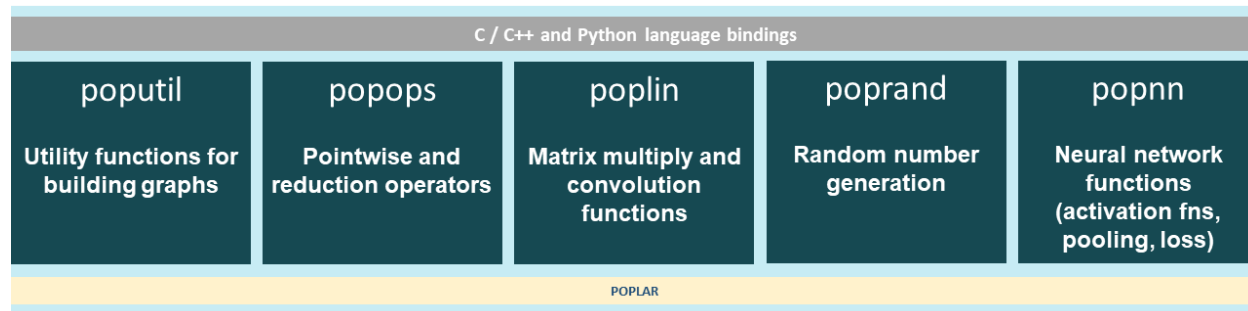 C / C++ and Python language bindings
poputil
Utility functions for
building graphs
popops
Pointwise and
reduction operators
poplin
Matrix multiply and
convolution
functions
poprand
Random number
generation
popnn
Neural network
functions
(activation fns,
pooling, loss)
POPLAR